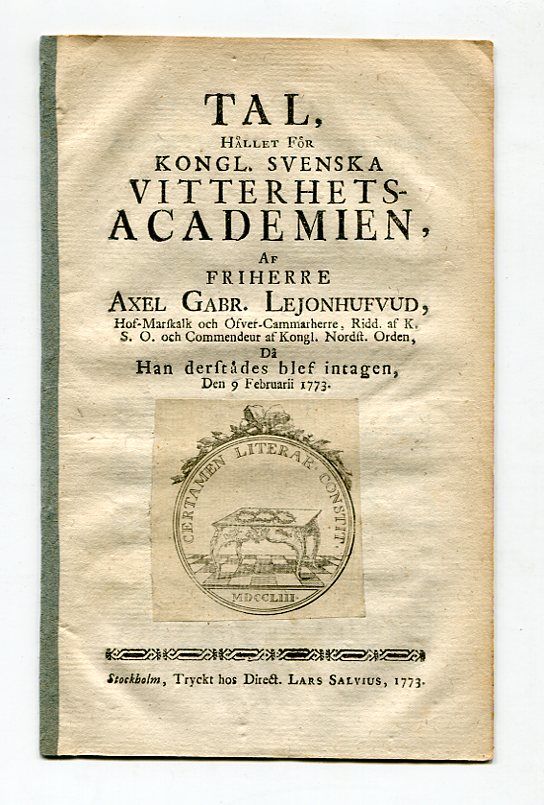 TAL,
HÅLLET FÖR
KONGL. SVENSKA
VITTERHETS-
ACADEMIEN,
AF
FRIHERRE
AXEL GABR. LEJONHUFVUD,
Hof-Marſkalk och Öfver-Cammarherre, Ridd. af K.
S. O. och Commendeur af Kongl. Nordſt. Orden,
Då
Han derſtädes blef intagen,
Den 9 Februarii 1773.
CERTAMEN LITERAR. CONSTIT.
MDCCLIII.
Stockholm, Tryckt hos Direct. LARS SALVIUS, 1773.